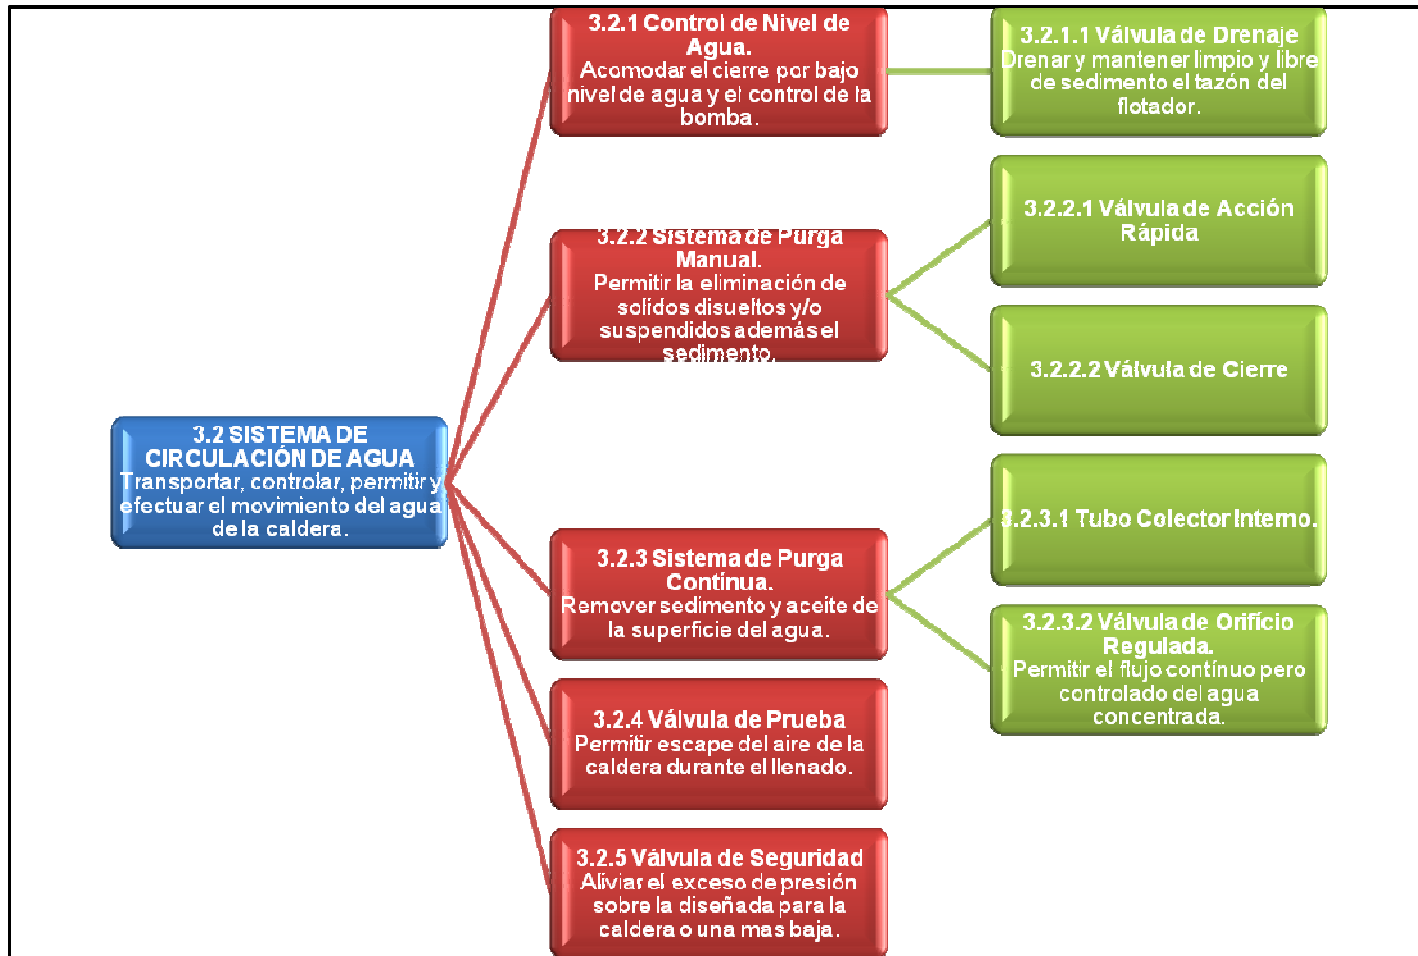 3.2 SISTEMA DE
CIRCULACIÓN DE AGUA
Transportar, controlar, permitir y
efectuar el movimiento del agua
de la caldera.
3.2.1 Control de Nivel de
Agua.
Acomodar el cierre por bajo
nivel de agua y el control de la
bomba.
3.2.1.1 Válvula de Drenaje
Drenar y mantener limpio y libre
de sedimento el tazón del
flotador.
3.2.2 Sistema de Purga
Manual.
Permitir la eliminación de
solidos disueltos y/o
suspendidos además el
sedimento.
3.2.2.1 Válvula de Acción
Rápida
3.2.2.2 Válvula de Cierre
3.2.3 Sistema de Purga
Contínua.
Remover sedimento y aceite de
la superficie del agua.
3.2.3.1 Tubo Colector Interno.
3.2.3.2 Válvula de Orifício
Regulada.
Permitir el flujo contínuo pero
controlado del agua
concentrada.
3.2.4 Válvula de Prueba
Permitir escape del aire de la
caldera durante el llenado.
3.2.5 Válvula de Seguridad
Aliviar el exceso de presión
sobre la diseñada para la
caldera o una mas baja.